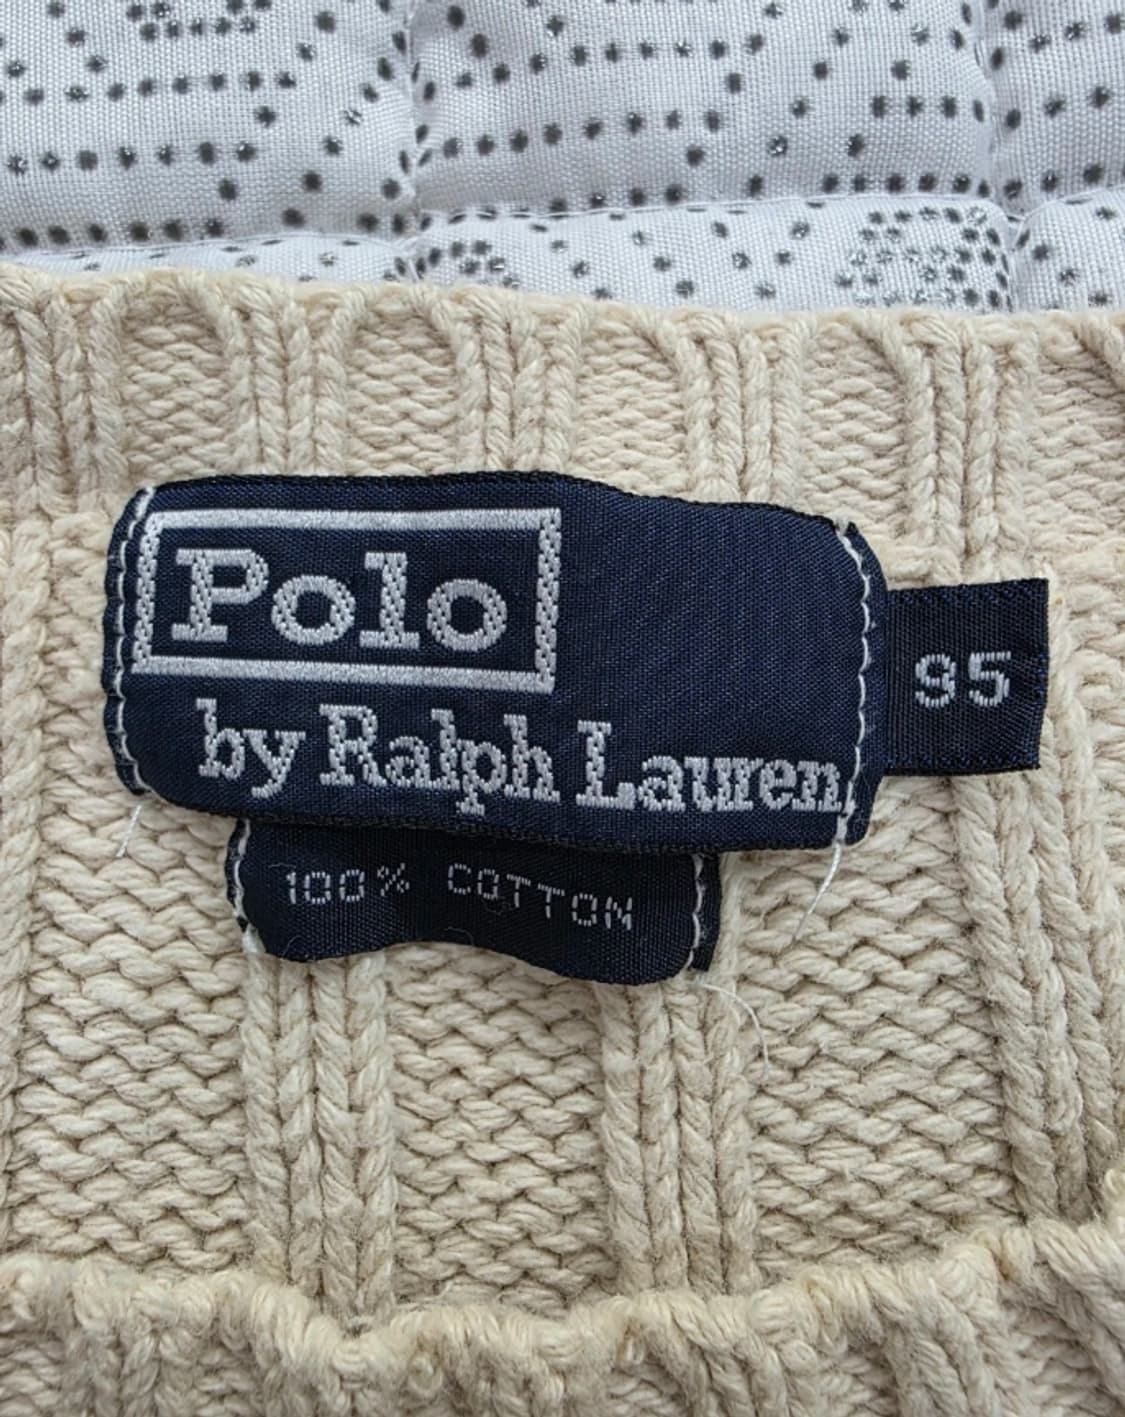 Polo
by Ralph Lauren
95
100% COTTON